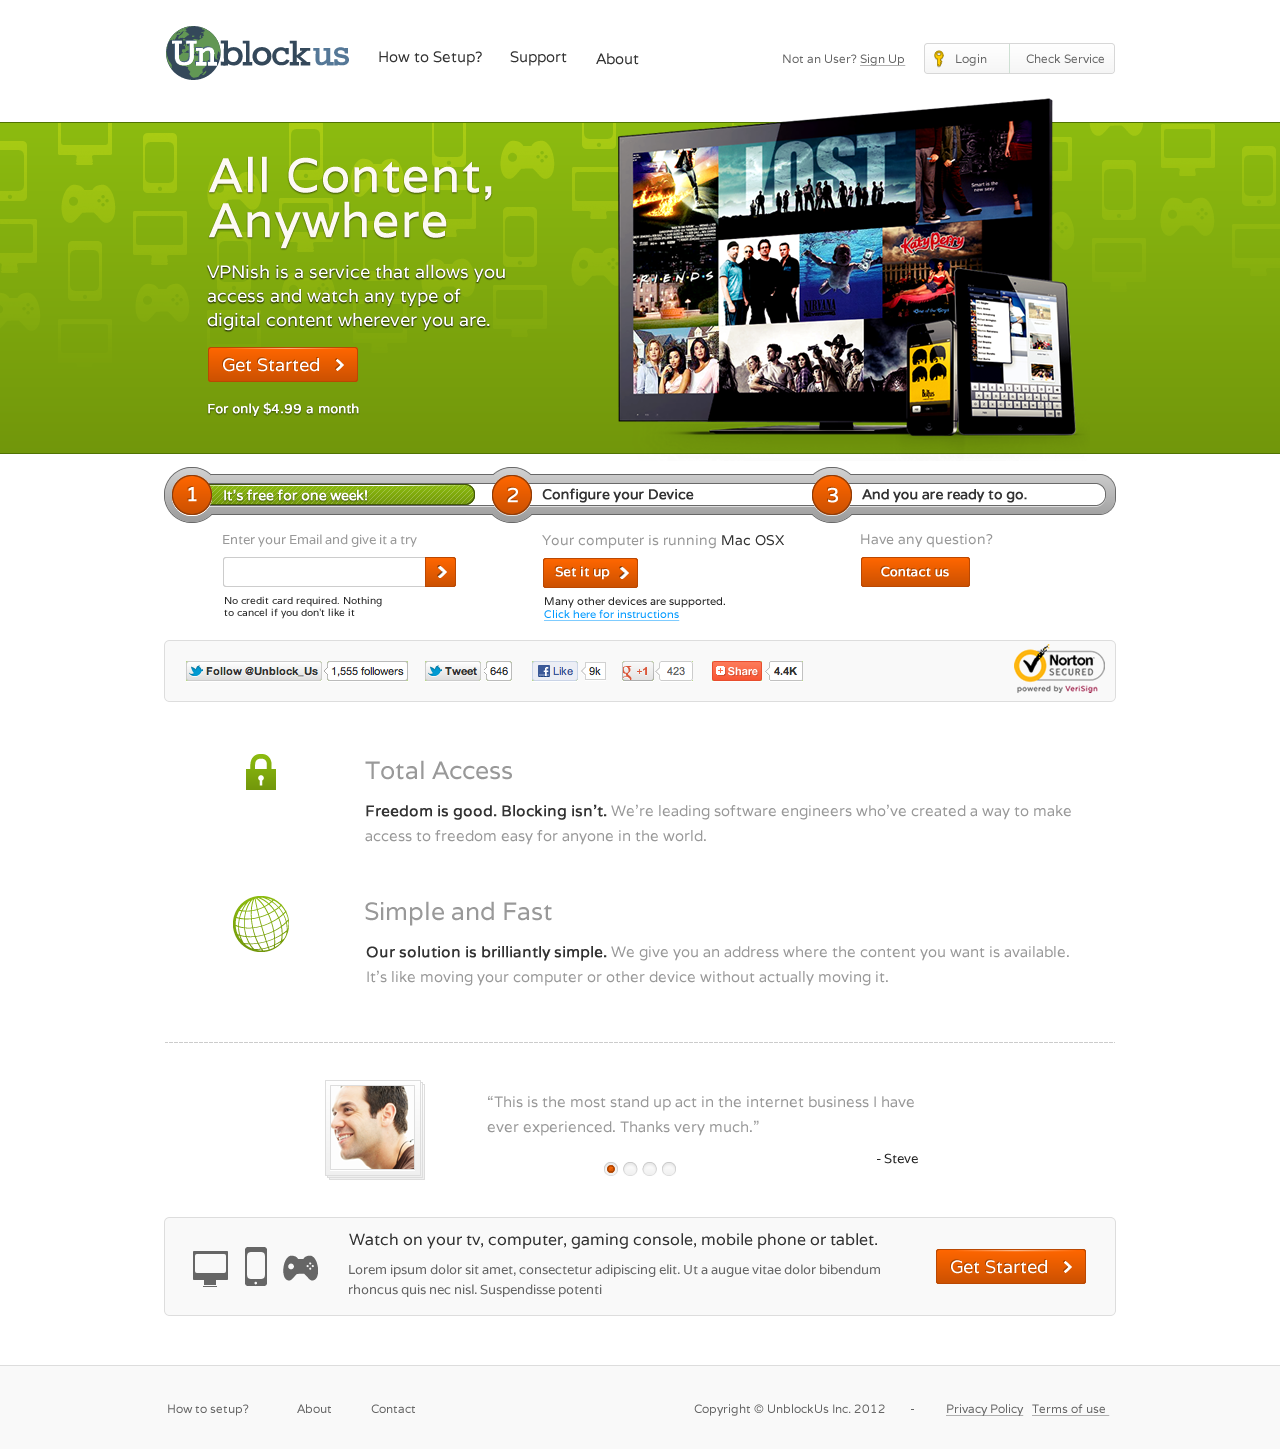 Unblockus
How to Setup?
Support
About
Not an User? Sign Up
Login
Check Service
All Content,
Anywhere
VPNish is a service that allows you
access and watch any type of
digital content wherever you are.
Get Started
For only $4.99 a month
LOST
Smart is the
new sexy
F·R·I·E·N·D·S
NIRVANA
Katy Perry
1
It's free for one week!
2
Configure your Device
3
And you are ready to go.
Enter your Email and give it a try
No credit card required. Nothing
to cancel if you don't like it
Your computer is running Mac OSX
Set it up
Many other devices are supported.
Click here for instructions
Have any question?
Contact us
Follow @Unblock_Us
1,555 followers
Tweet
646
Like
9k
g +1
423
Share
4.4K
Norton
SECURED
powered by VeriSign
Total Access
Freedom is good. Blocking isn't. We're leading software engineers who've created a way to make
access to freedom easy for anyone in the world.
Simple and Fast
Our solution is brilliantly simple. We give you an address where the content you want is available.
It's like moving your computer or other device without actually moving it.
“This is the most stand up act in the internet business I have
ever experienced. Thanks very much.”
- Steve
Watch on your tv, computer, gaming console, mobile phone or tablet.
Lorem ipsum dolor sit amet, consectetur adipiscing elit. Ut a augue vitae dolor bibendum
rhoncus quis nec nisl. Suspendisse potenti
Get Started
How to setup?
About
Contact
Copyright © UnblockUs Inc. 2012
-
Privacy Policy
Terms of use